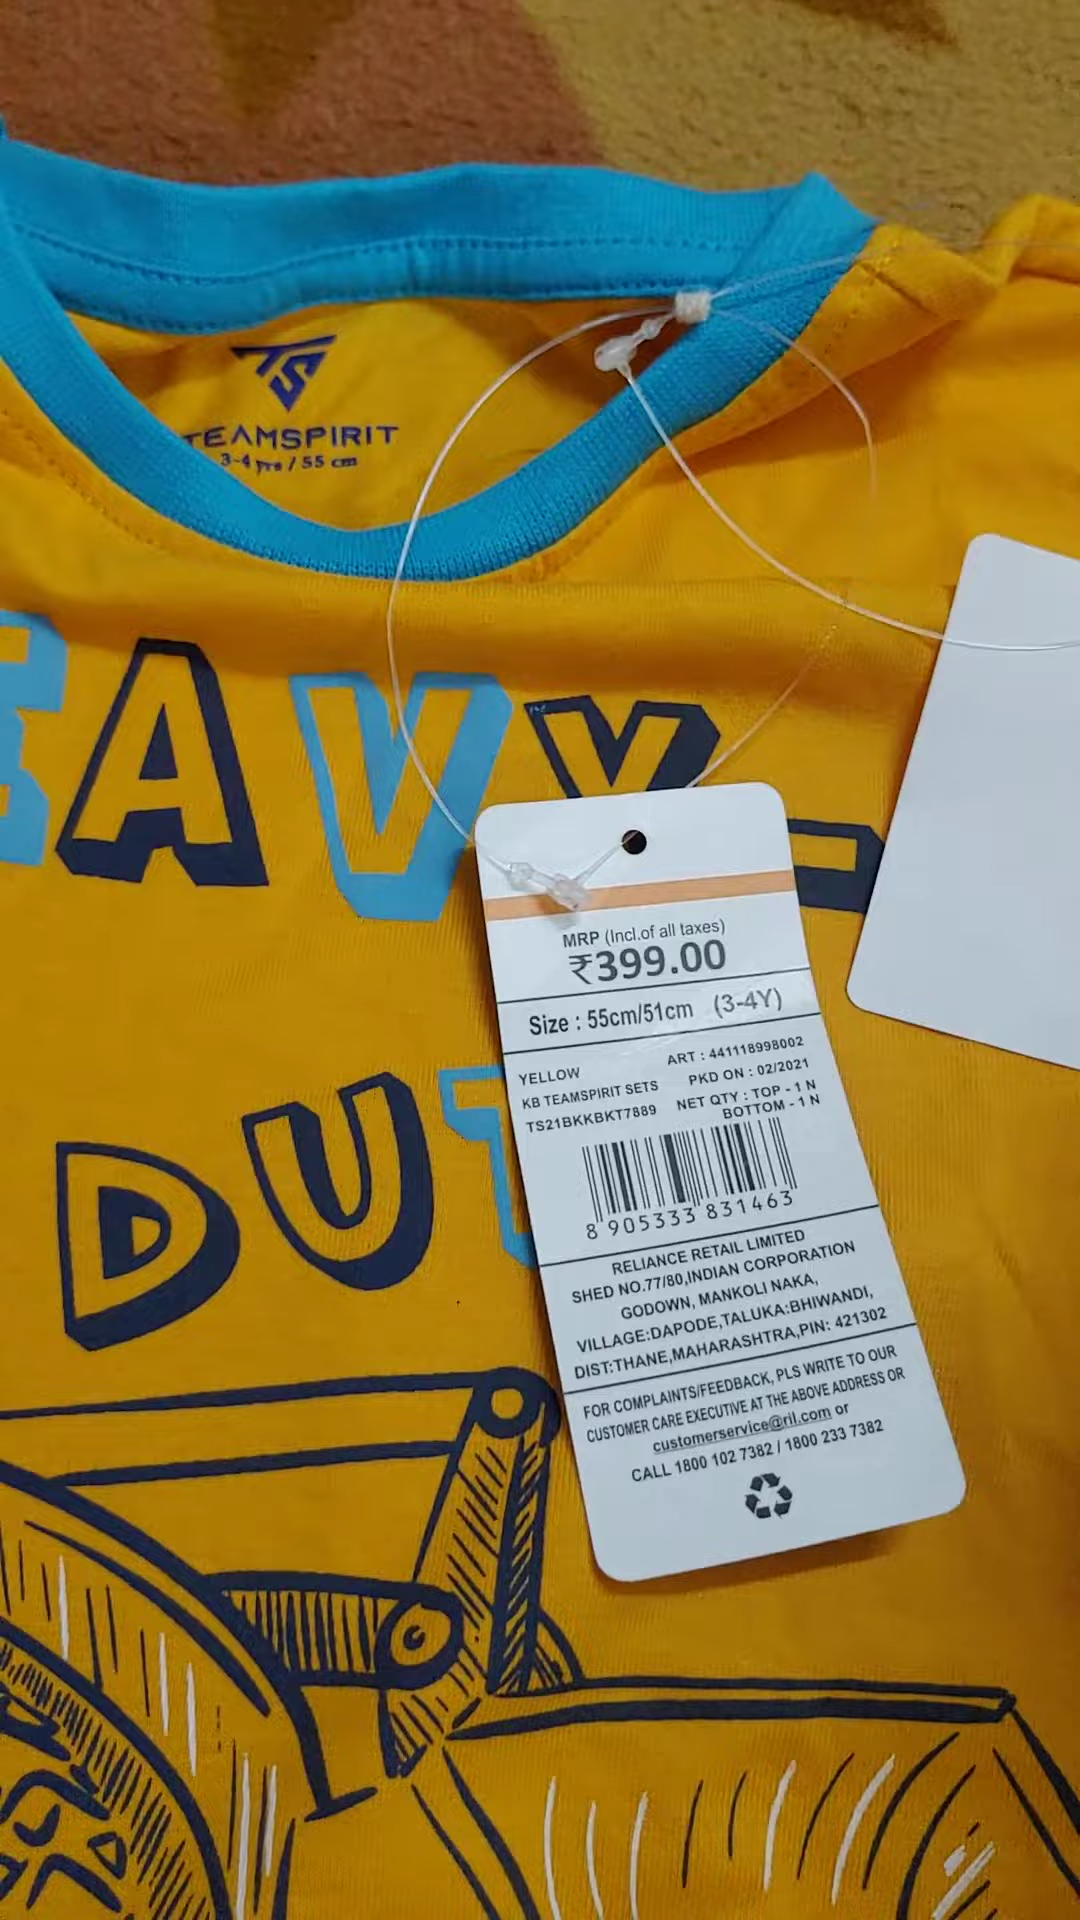 TS
TEAMSPIRIT
3-4 yrs / 55 cm
EAVY-
DUT
MRP (Incl.of all taxes)
₹399.00
Size : 55cm/51cm (3-4Y)
YELLOW
ART : 441118998002
KB TEAMSPIRIT SETS
PKD ON : 02/2021
TS21BKKBKT7889
NET QTY : TOP - 1 N
BOTTOM - 1 N
8 905333 831463
RELIANCE RETAIL LIMITED
SHED NO.77/80,INDIAN CORPORATION
GODOWN, MANKOLI NAKA,
VILLAGE:DAPODE,TALUKA:BHIWANDI,
DIST:THANE,MAHARASHTRA,PIN: 421302
FOR COMPLAINTS/FEEDBACK, PLS WRITE TO OUR
CUSTOMER CARE EXECUTIVE AT THE ABOVE ADDRESS OR
customerservice@ril.com or
CALL 1800 102 7382 / 1800 233 7382